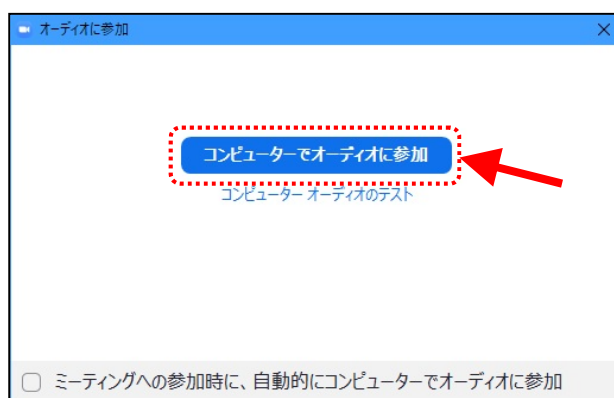 オーディオに参加
コンピューターでオーディオに参加
コンピューター オーディオのテスト
ミーティングへの参加時に、自動的にコンピューターでオーディオに参加